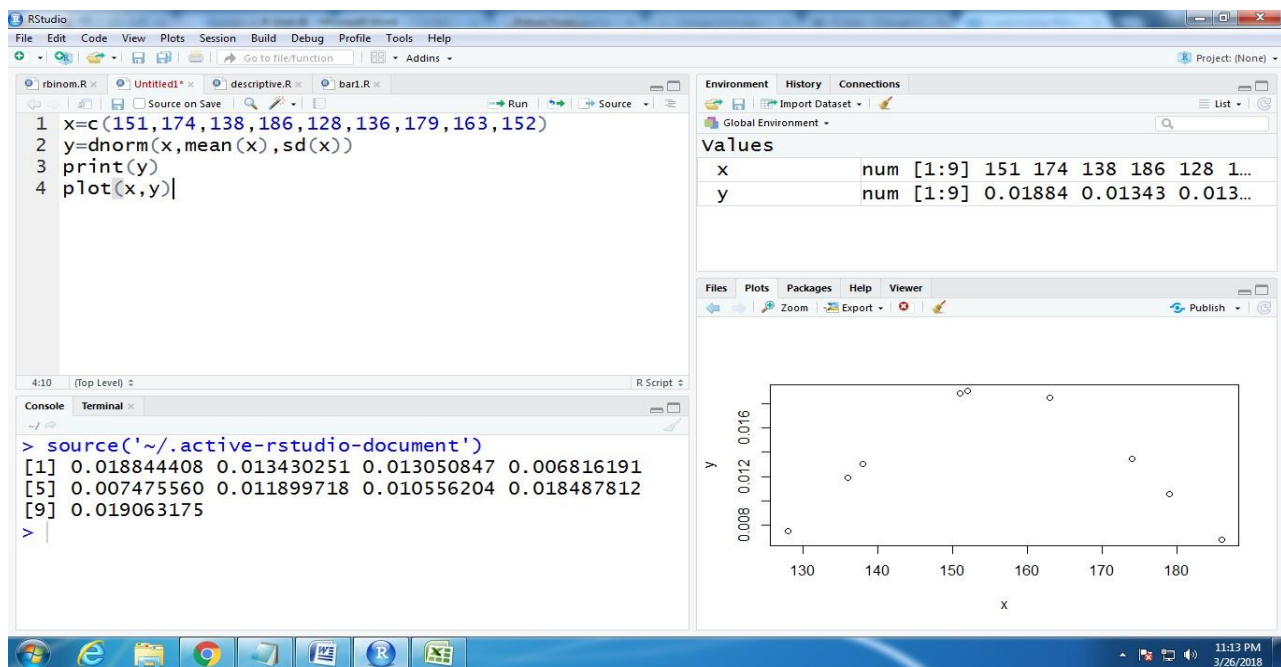 RStudio
File Edit Code View Plots Session Build Debug Profile Tools Help
Go to file/function Addins Project: (None)
rbinom.R Untitled1* descriptive.R bar1.R
Source on Save Run Source
1 x=c(151,174,138,186,128,136,179,163,152)
2 y=dnorm(x,mean(x),sd(x))
3 print(y)
4 plot(x,y)
4:10 (Top Level) R Script
Console Terminal
~/
> source('~/.active-rstudio-document')
[1] 0.018844408 0.013430251 0.013050847 0.006816191
[5] 0.007475560 0.011899718 0.010556204 0.018487812
[9] 0.019063175
>
Environment History Connections
Import Dataset List
Global Environment
Values
x num [1:9] 151 174 138 186 128 1…
y num [1:9] 0.01884 0.01343 0.013…
Files Plots Packages Help Viewer
Zoom Export Publish
y
0.016
0.012
0.008
130 140 150 160 170 180
x
11:13 PM
3/26/2018